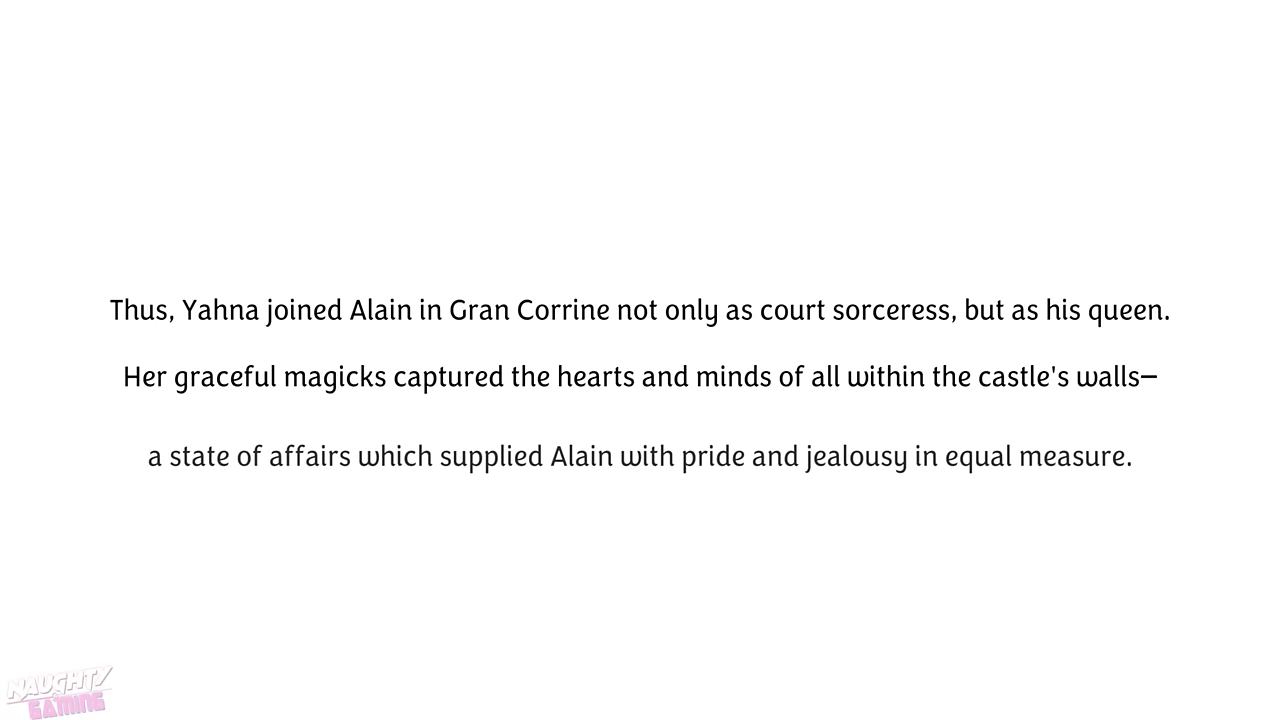 Thus, Yahna joined Alain in Gran Corrine not only as court sorceress, but as his queen.
Her graceful magicks captured the hearts and minds of all within the castle's walls—
a state of affairs which supplied Alain with pride and jealousy in equal measure.
NAUGHTY
GAMING